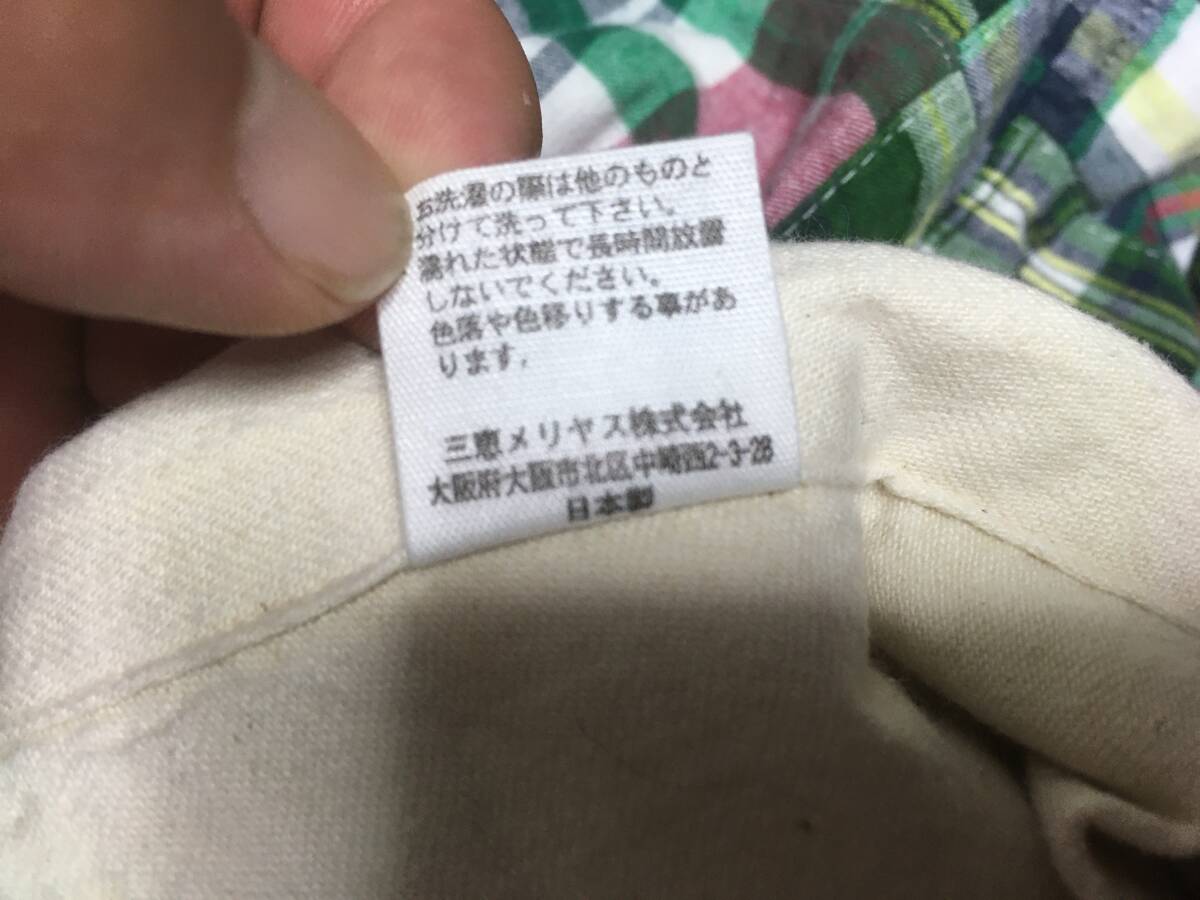 お洗濯の際は他のものと
分けて洗って下さい。
濡れた状態で長時間放置
しないでください。
色落や色移りする事があ
ります。
三恵メリヤス株式会社
大阪府大阪市北区中崎西2-3-28
日本製